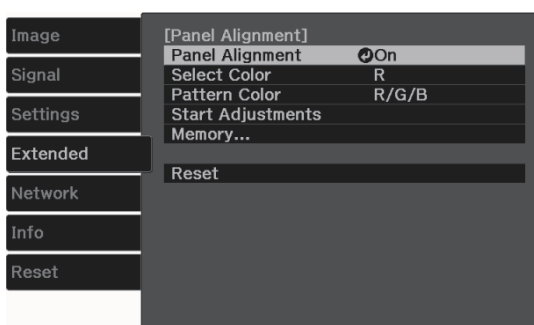 Image
Signal
Settings
Extended
Network
Info
Reset
[Panel Alignment]
Panel Alignment On
Select Color R
Pattern Color R/G/B
Start Adjustments
Memory...
Reset